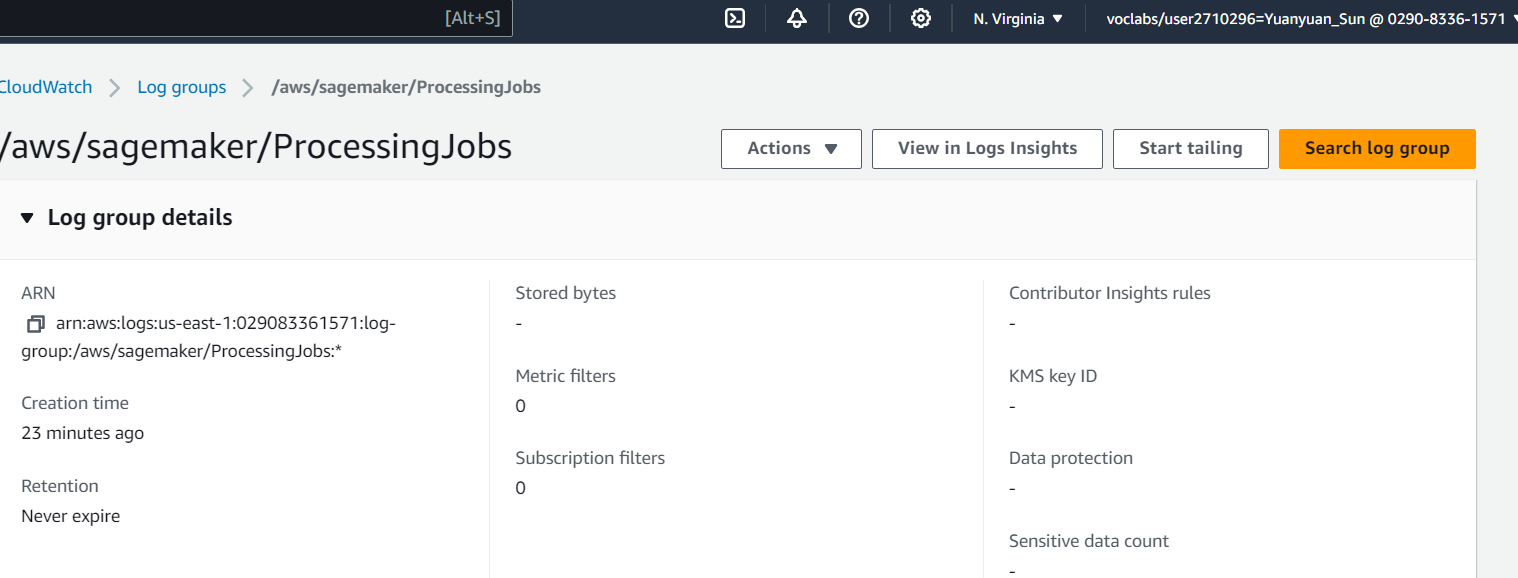 [Alt+S]
N. Virginia
voclabs/user2710296=Yuanyuan_Sun @ 0290-8336-1571
CloudWatch
Log groups
/aws/sagemaker/ProcessingJobs
/aws/sagemaker/ProcessingJobs
Actions
View in Logs Insights
Start tailing
Search log group
Log group details
ARN
arn:aws:logs:us-east-1:029083361571:log-
group:/aws/sagemaker/ProcessingJobs:*
Creation time
23 minutes ago
Retention
Never expire
Stored bytes
-
Metric filters
0
Subscription filters
0
Contributor Insights rules
-
KMS key ID
-
Data protection
-
Sensitive data count
-